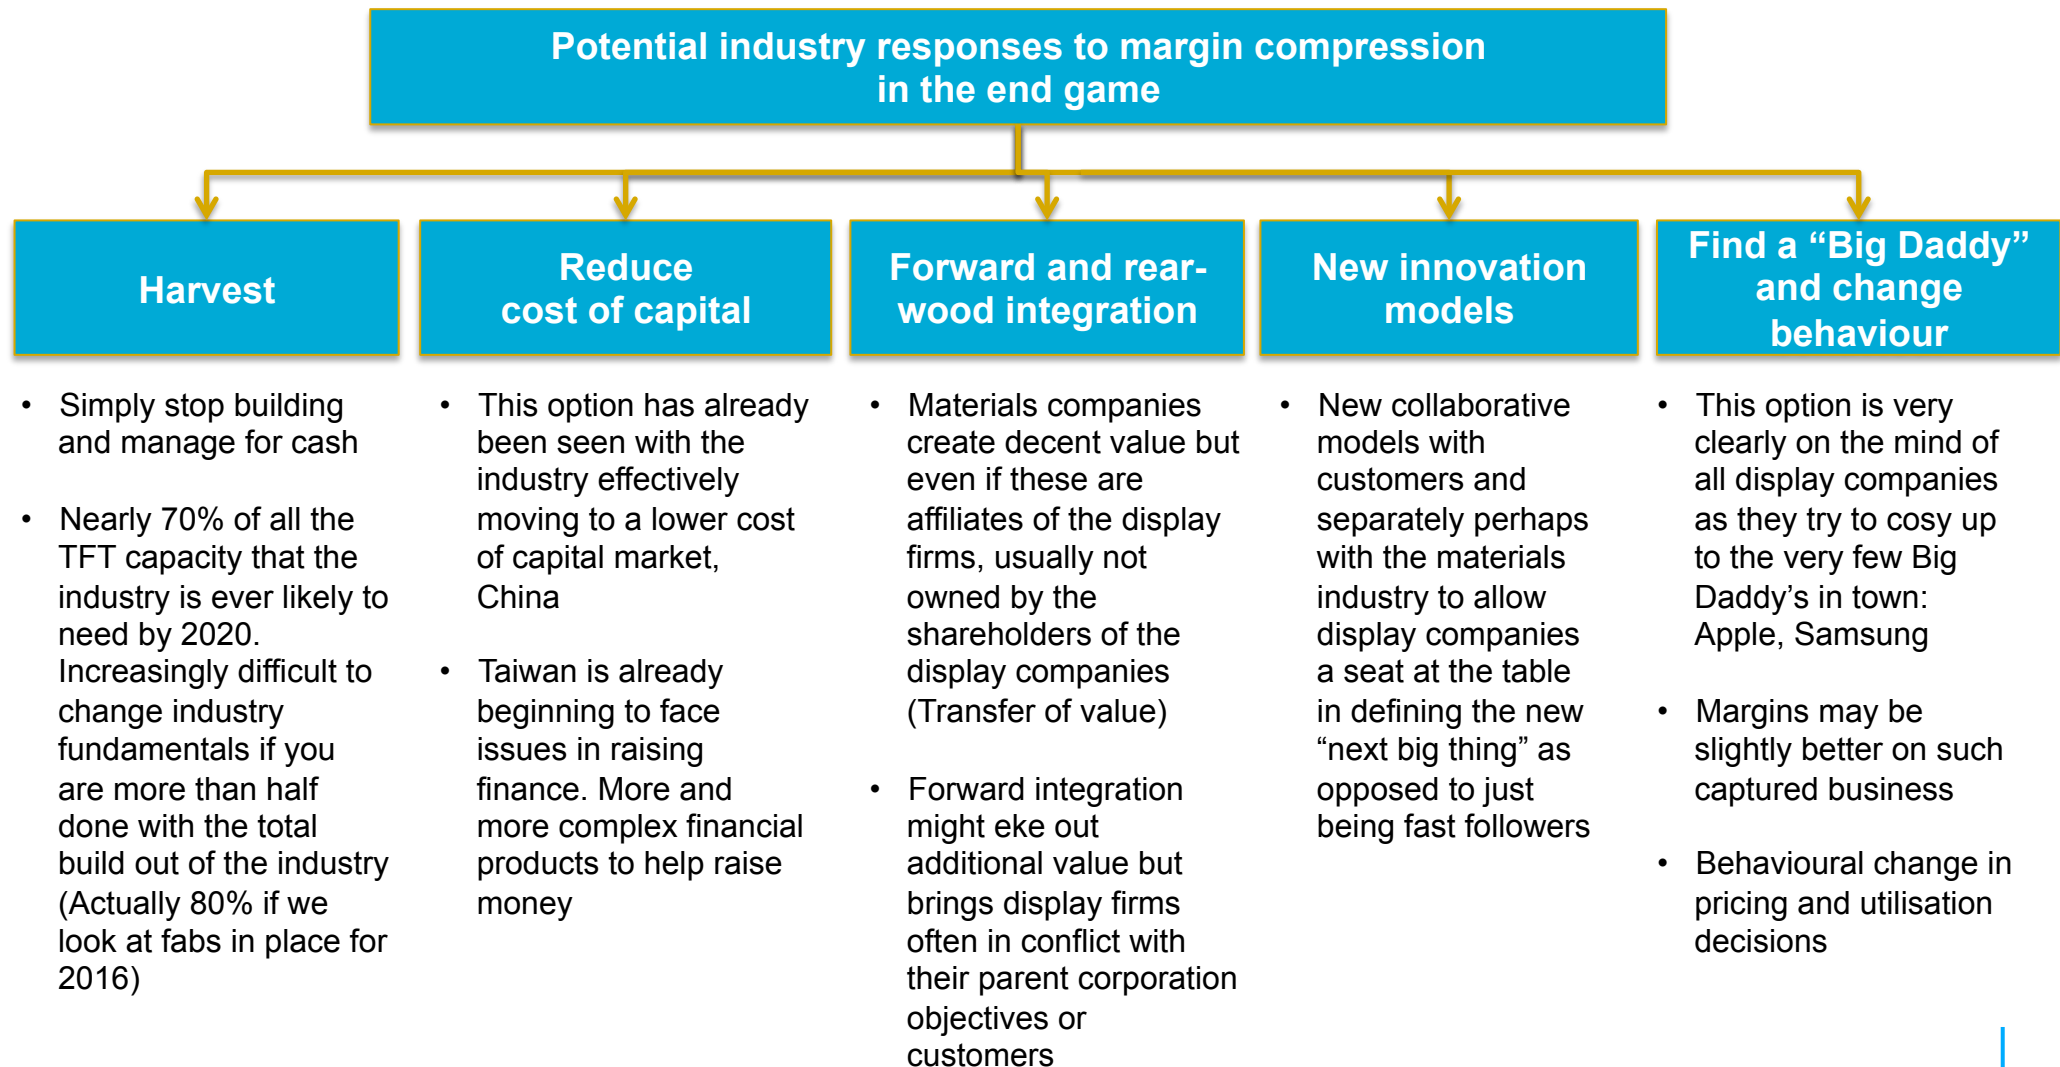 Potential industry responses to margin compression
in the end game
Harvest
• Simply stop building
and manage for cash
• Nearly 70% of all the
TFT capacity that the
industry is ever likely to
need by 2020.
Increasingly difficult to
change industry
fundamentals if you
are more than half
done with the total
build out of the industry
(Actually 80% if we
look at fabs in place for
2016)
Reduce
cost of capital
• This option has already
been seen with the
industry effectively
moving to a lower cost
of capital market,
China
• Taiwan is already
beginning to face
issues in raising
finance. More and
more complex financial
products to help raise
money
Forward and rear-
wood integration
• Materials companies
create decent value but
even if these are
affiliates of the display
firms, usually not
owned by the
shareholders of the
display companies
(Transfer of value)
• Forward integration
might eke out
additional value but
brings display firms
often in conflict with
their parent corporation
objectives or
customers
New innovation
models
• New collaborative
models with
customers and
separately perhaps
with the materials
industry to allow
display companies
a seat at the table
in defining the new
“next big thing” as
opposed to just
being fast followers
Find a “Big Daddy”
and change
behaviour
• This option is very
clearly on the mind of
all display companies
as they try to cosy up
to the very few Big
Daddy’s in town:
Apple, Samsung
• Margins may be
slightly better on such
captured business
• Behavioural change in
pricing and utilisation
decisions